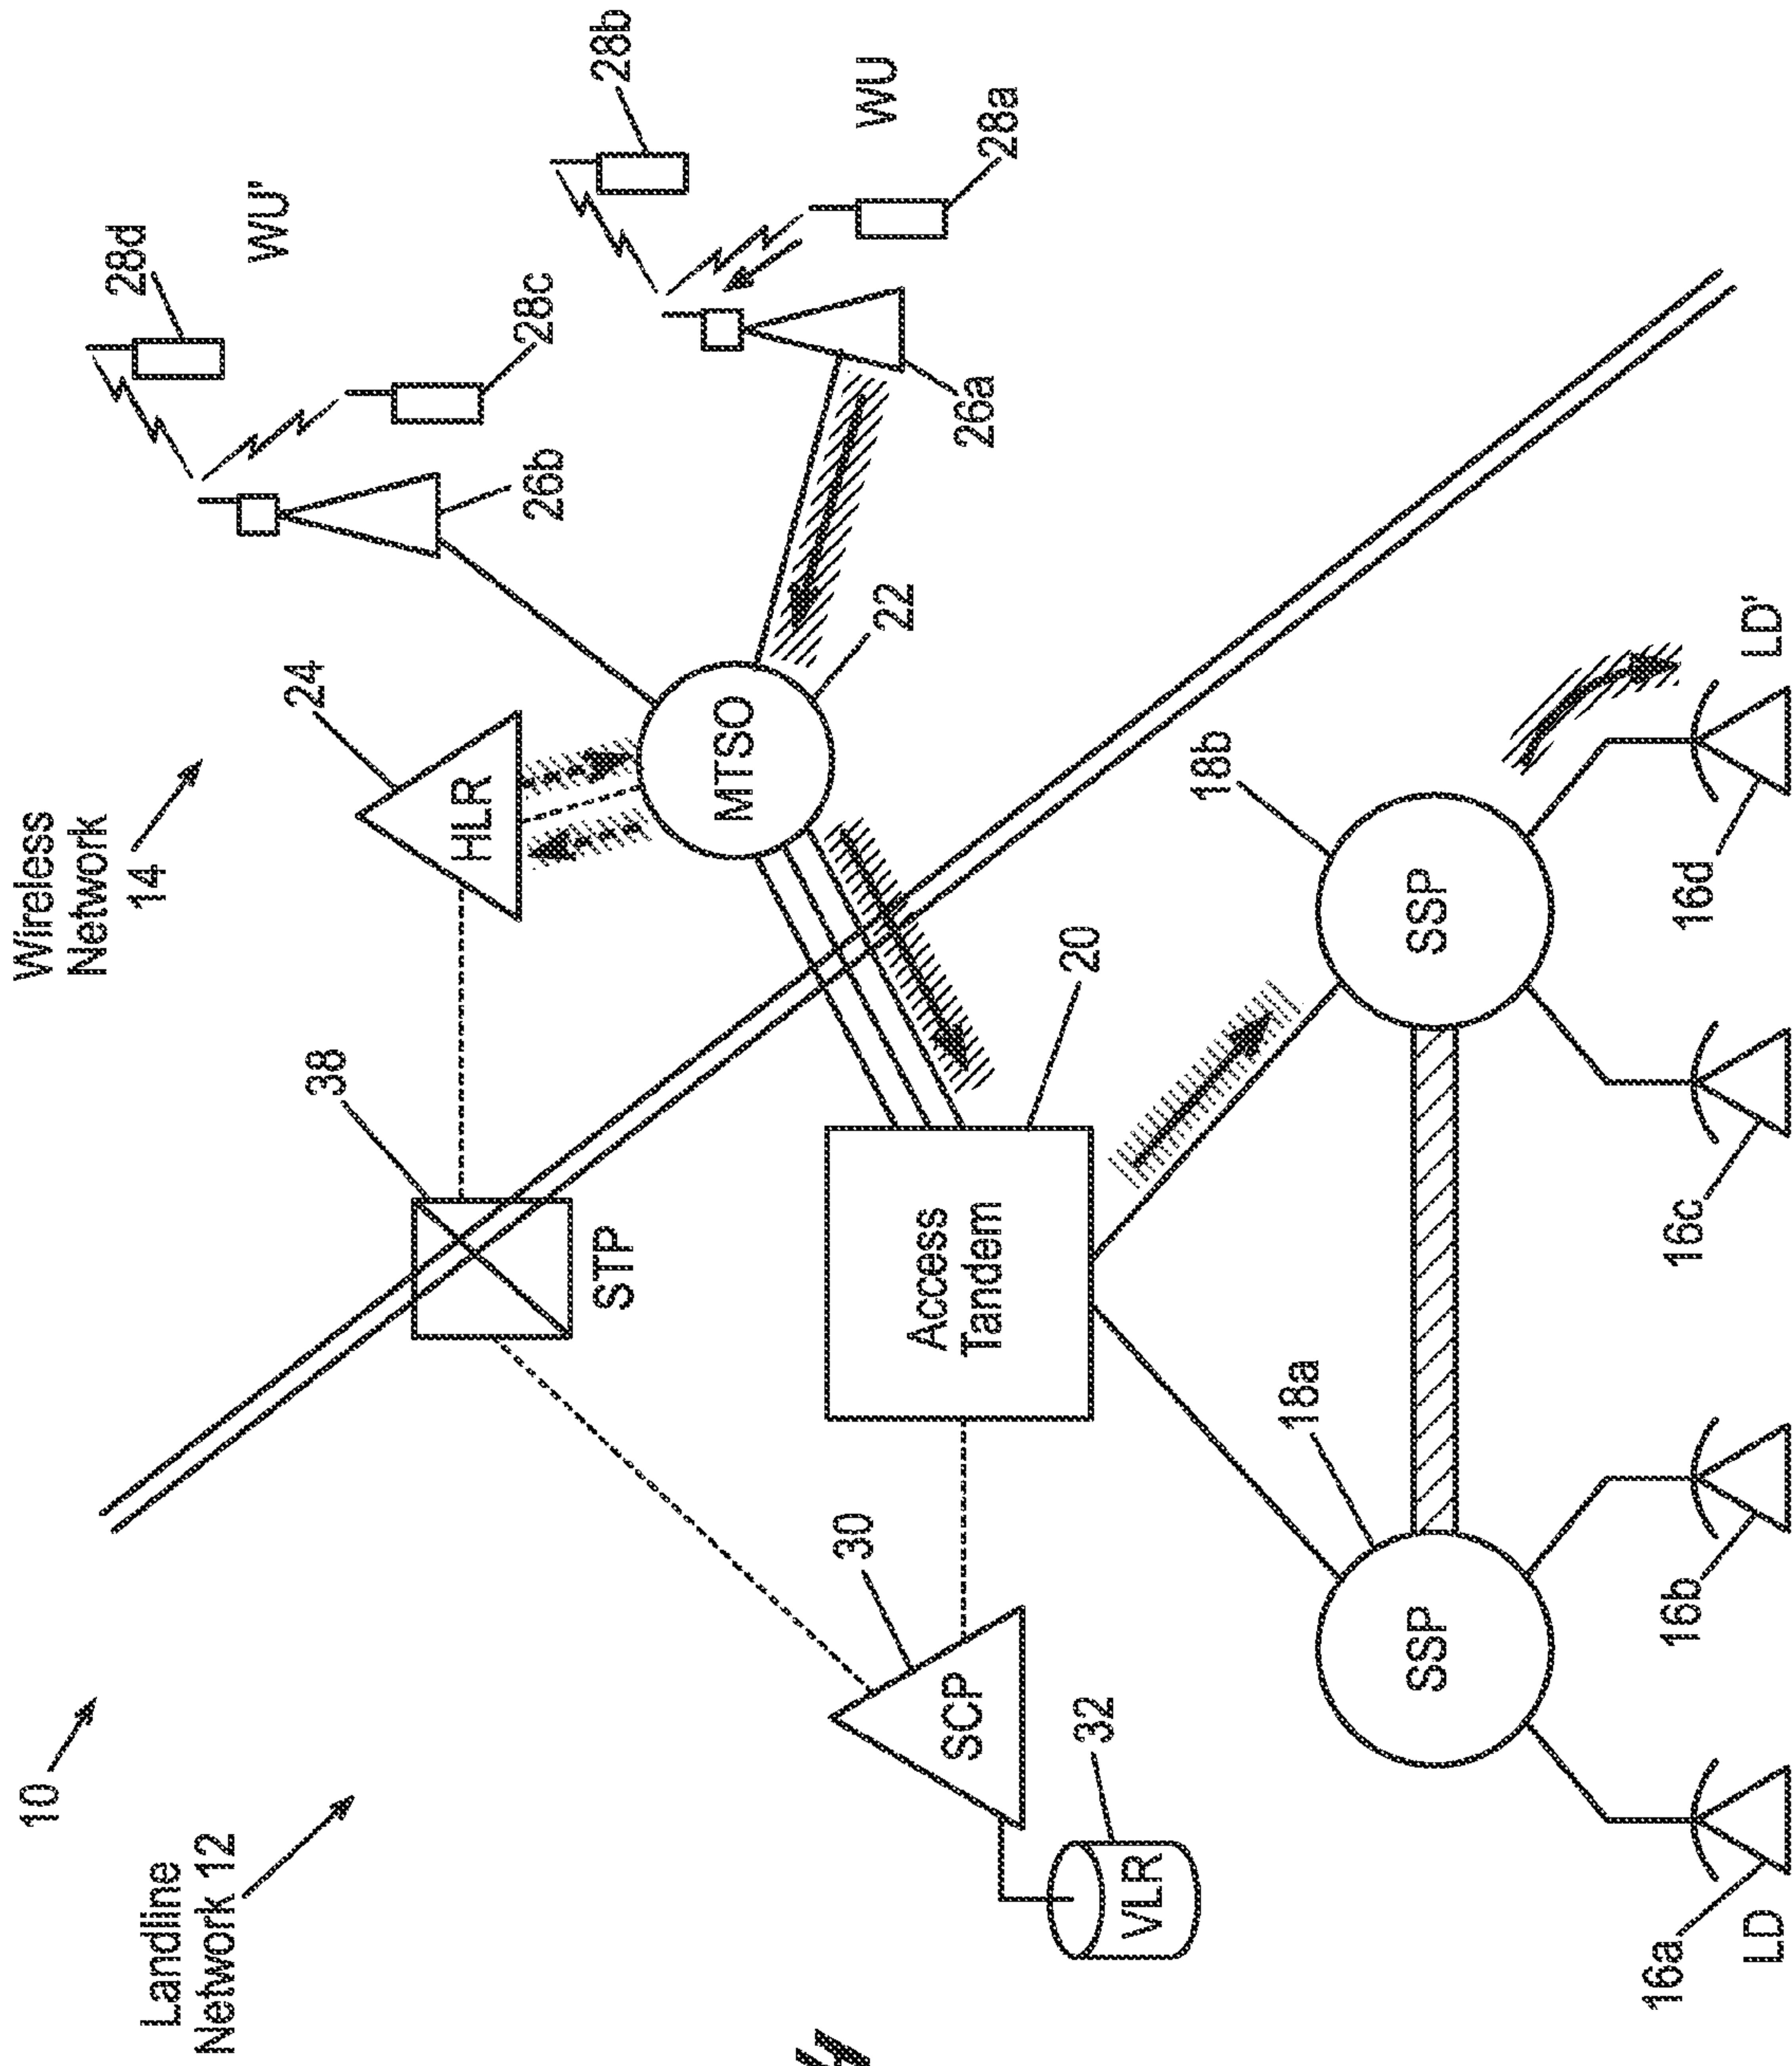 10
Landline
Network 12
Wireless
Network
14
38
STP
24
HLR
MTSO
22
28d
WU'
28c
26b
28b
WU
28a
26a
30
SCP
32
VLR
Access
Tandem
20
18a
SSP
18b
SSP
16a
LD
16b
16c
16d
LD'